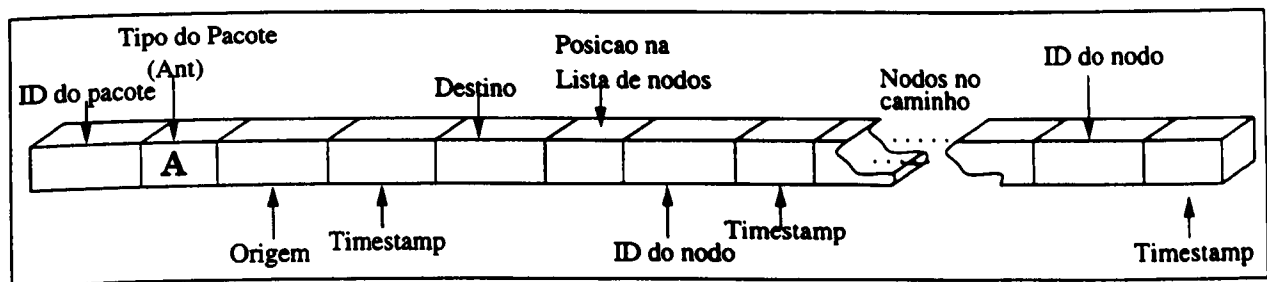 Tipo do Pacote
(Ant)
ID do pacote
Destino
Posicao na
Lista de nodos
Nodos no
caminho
ID do nodo
A
Origem
Timestamp
ID do nodo
Timestamp
Timestamp